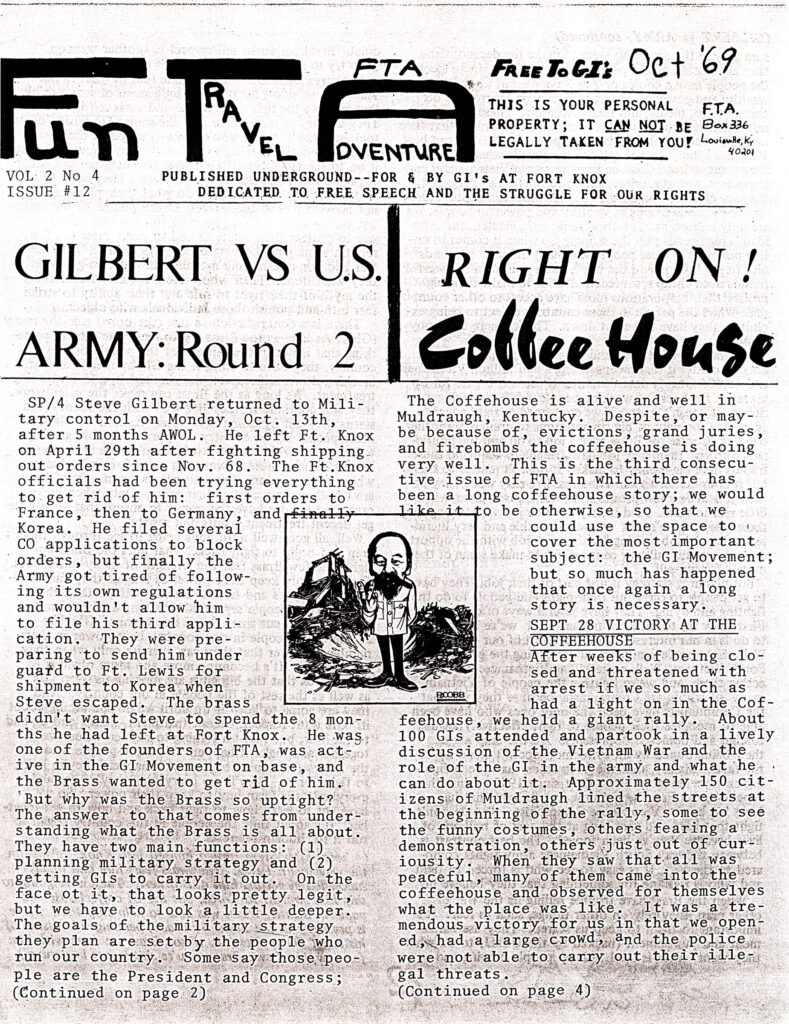 Fun Travel Adventure
FTA
FREE TO GI's Oct '69
THIS IS YOUR PERSONAL
PROPERTY; IT CAN NOT BE
LEGALLY TAKEN FROM YOU!
F.T.A.
Box 336
Louisville, Ky
40201
VOL 2 No 4
ISSUE #12
PUBLISHED UNDERGROUND--FOR & BY GI's AT FORT KNOX
DEDICATED TO FREE SPEECH AND THE STRUGGLE FOR OUR RIGHTS
GILBERT VS U.S.
ARMY: Round 2
SP/4 Steve Gilbert returned to Mili-
tary control on Monday, Oct. 13th,
after 5 months AWOL. He left Ft. Knox
on April 29th after fighting shipping
out orders since Nov. 68. The Ft.Knox
officials had been trying everything
to get rid of him: first orders to
France, then to Germany, and finally
Korea. He filed several
CO applications to block
orders, but finally the
Army got tired of follow-
ing its own regulations
and wouldn't allow him
to file his third appli-
cation. They were pre-
paring to send him under
guard to Ft. Lewis for
shipment to Korea when
Steve escaped. The brass
didn't want Steve to spend the 8 mon-
ths he had left at Fort Knox. He was
one of the founders of FTA, was act-
ive in the GI Movement on base, and
the Brass wanted to get rid of him.
But why was the Brass so uptight?
The answer to that comes from under-
standing what the Brass is all about.
They have two main functions: (1)
planning military strategy and (2)
getting GIs to carry it out. On the
face ot it, that looks pretty legit,
but we have to look a little deeper.
The goals of the military strategy
they plan are set by the people who
run our country. Some say those peo-
ple are the President and Congress;
(Continued on page 2)
ROOBB
RIGHT ON!
Coffee House
The Coffehouse is alive and well in
Muldraugh, Kentucky. Despite, or may-
be because of, evictions, grand juries,
and firebombs the coffeehouse is doing
very well. This is the third consecu-
tive issue of FTA in which there has
been a long coffeehouse story; we would
like it to be otherwise, so that we
could use the space to
cover the most important
subject: the GI Movement;
but so much has happened
that once again a long
story is necessary.
SEPT 28 VICTORY AT THE
COFFEEHOUSE
After weeks of being clo-
sed and threatened with
arrest if we so much as
had a light on in the Cof-
feehouse, we held a giant rally. About
100 GIs attended and partook in a lively
discussion of the Vietnam War and the
role of the GI in the army and what he
can do about it. Approximately 150 cit-
izens of Muldraugh lined the streets at
the beginning of the rally, some to see
the funny costumes, others fearing a
demonstration, others just out of cur-
iousity. When they saw that all was
peaceful, many of them came into the
coffeehouse and observed for themselves
what the place was like. It was a tre-
mendous victory for us in that we open-
ed, had a large crowd, and the police
were not able to carry out their ille-
gal threats.
(Continued on page 4)